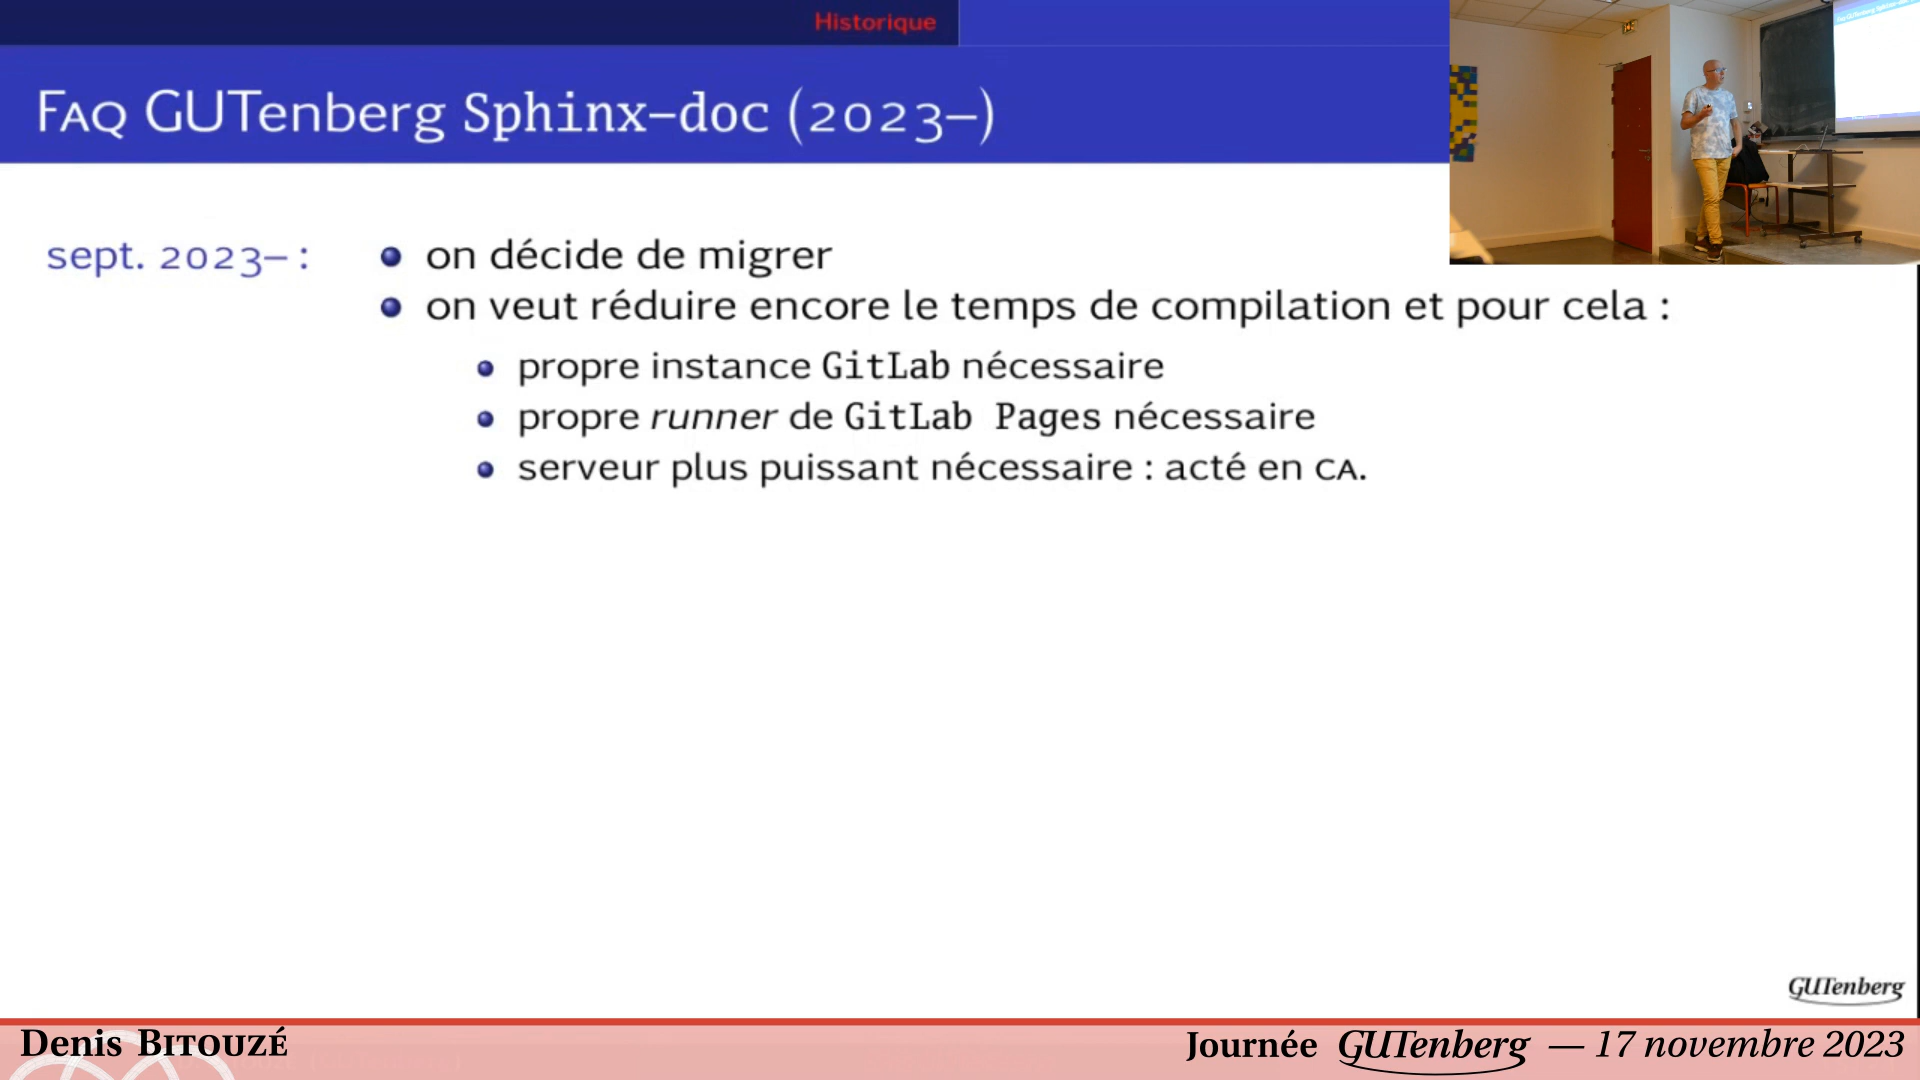 Historique
FAQ GUTenberg Sphinx-doc (2023–)
sept. 2023– :
on décide de migrer
on veut réduire encore le temps de compilation et pour cela :
propre instance GitLab nécessaire
propre runner de GitLab Pages nécessaire
serveur plus puissant nécessaire : acté en CA.
GUTenberg
Denis BITOUZÉ
Journée GUTenberg — 17 novembre 2023